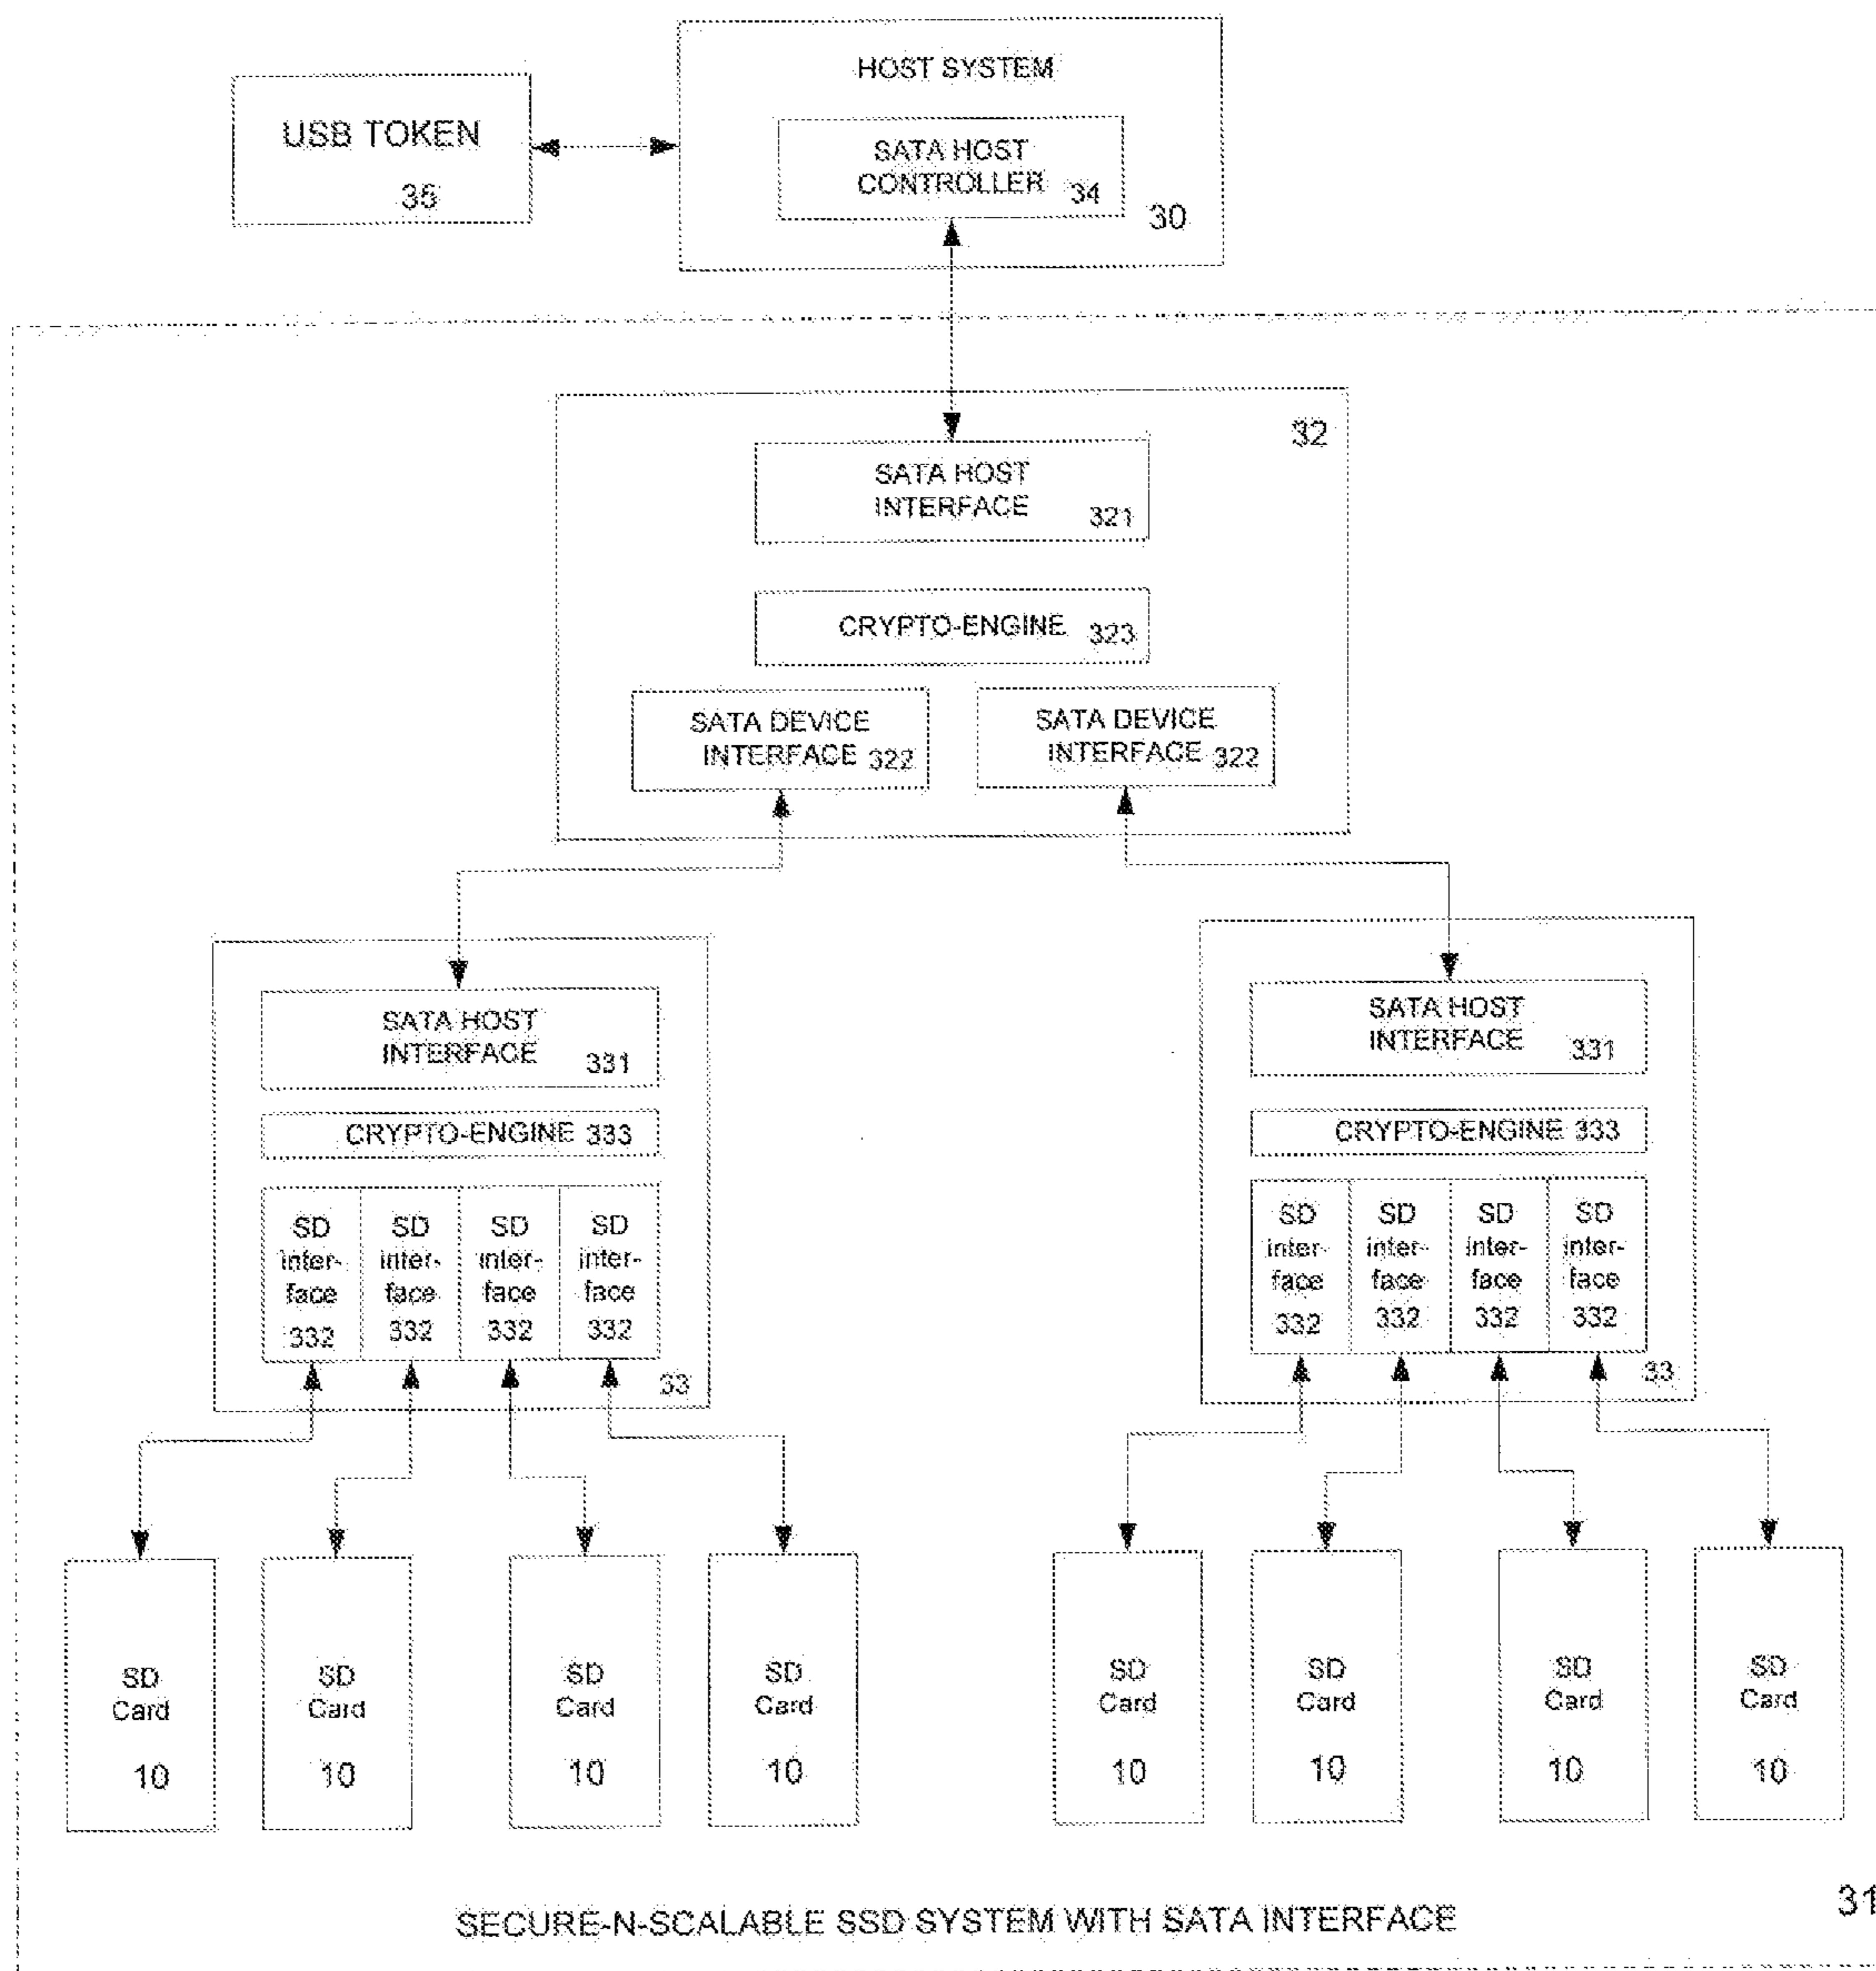 HOST SYSTEM
USB TOKEN
35
SATA HOST
CONTROLLER 34
30
32
SATA HOST
INTERFACE 321
CRYPTO-ENGINE 323
SATA DEVICE
INTERFACE 322
SATA DEVICE
INTERFACE 322
SATA HOST
INTERFACE 331
CRYPTO-ENGINE 333
SD
inter-
face
332
SD
inter-
face
332
SD
inter-
face
332
SD
inter-
face
332
33
SATA HOST
INTERFACE 331
CRYPTO-ENGINE 333
SD
inter-
face
332
SD
inter-
face
332
SD
inter-
face
332
SD
inter-
face
332
33
SD
Card
10
SD
Card
10
SD
Card
10
SD
Card
10
SD
Card
10
SD
Card
10
SD
Card
10
SD
Card
10
31
SECURE-N-SCALABLE SSD SYSTEM WITH SATA INTERFACE